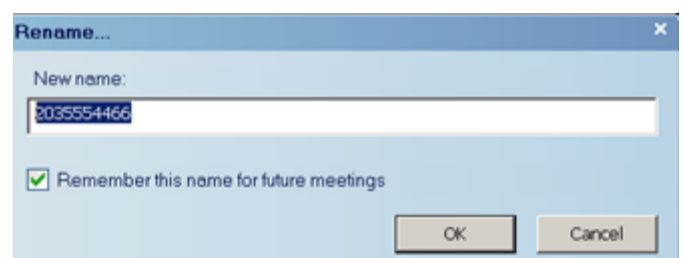 Rename...
New name:
2035554466
Remember this name for future meetings
OK Cancel